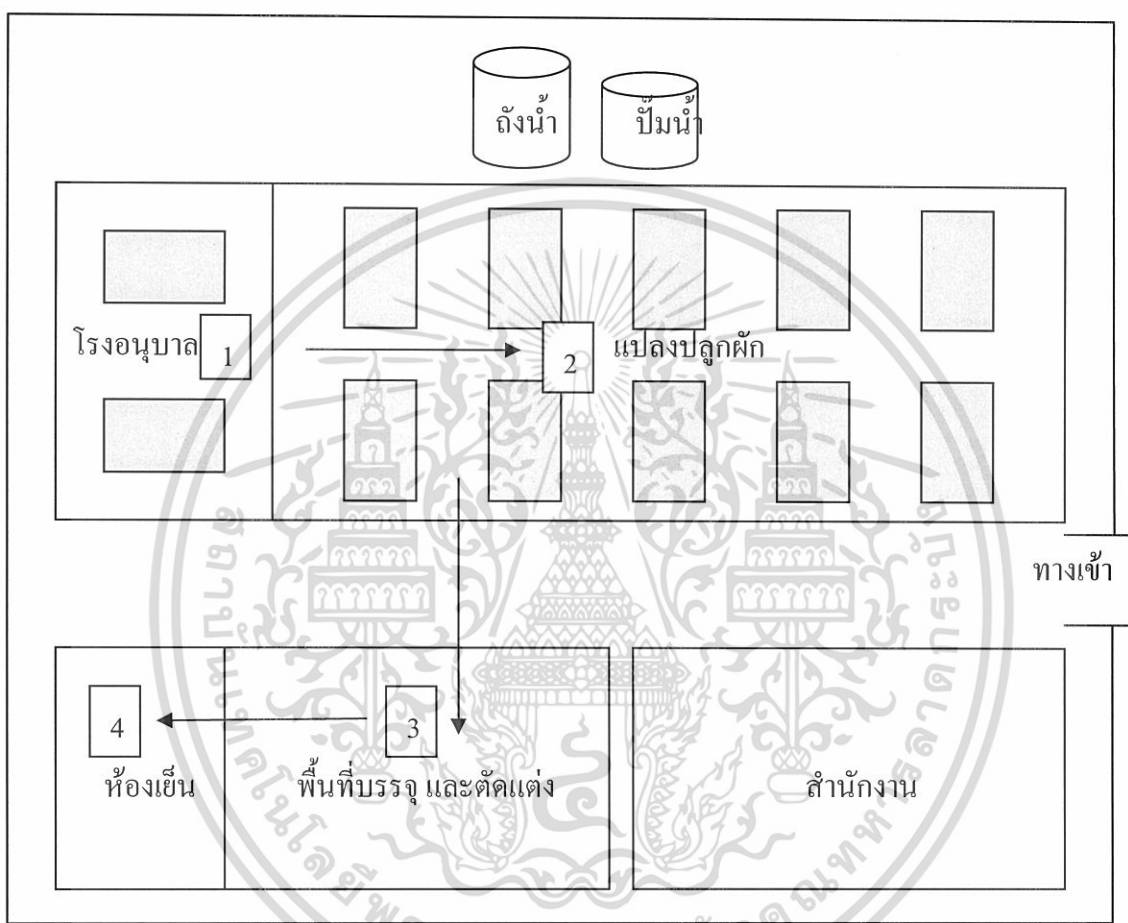 ถังน้ำ
ปั๊มน้ำ
โรงอนุบาล
1
2
แปลงปลูกผัก
ทางเข้า
4
3
ห้องเย็น
พื้นที่บรรจุ และตัดแต่ง
สำนักงาน